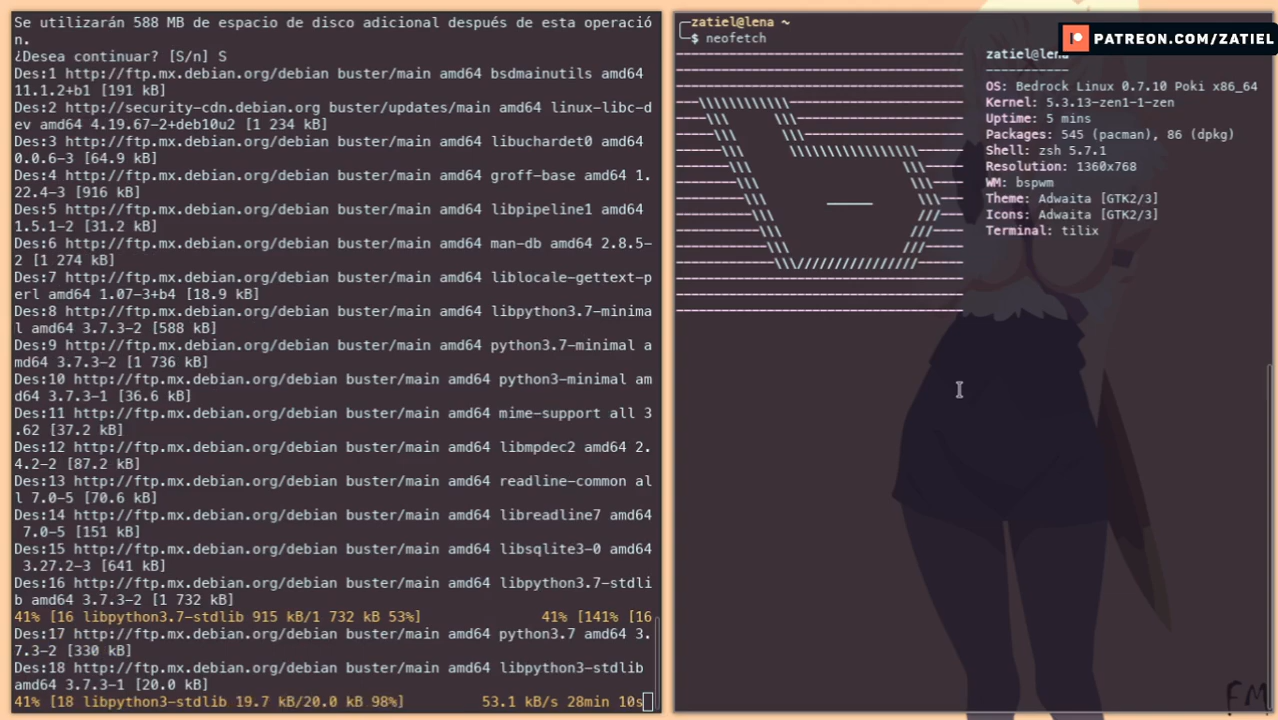 Se utilizarán 588 MB de espacio de disco adicional después de esta operació
n.
¿Desea continuar? [S/n] S
Des:1 http://ftp.mx.debian.org/debian buster/main amd64 bsdmainutils amd64
11.1.2+b1 [191 kB]
Des:2 http://security-cdn.debian.org buster/updates/main amd64 linux-libc-d
ev amd64 4.19.67-2+deb10u2 [1 234 kB]
Des:3 http://ftp.mx.debian.org/debian buster/main amd64 libuchardet0 amd64
0.0.6-3 [64.9 kB]
Des:4 http://ftp.mx.debian.org/debian buster/main amd64 groff-base amd64 1.
22.4-3 [916 kB]
Des:5 http://ftp.mx.debian.org/debian buster/main amd64 libpipeline1 amd64
1.5.1-2 [31.2 kB]
Des:6 http://ftp.mx.debian.org/debian buster/main amd64 man-db amd64 2.8.5-
2 [1 274 kB]
Des:7 http://ftp.mx.debian.org/debian buster/main amd64 liblocale-gettext-p
erl amd64 1.07-3+b4 [18.9 kB]
Des:8 http://ftp.mx.debian.org/debian buster/main amd64 libpython3.7-minima
l amd64 3.7.3-2 [588 kB]
Des:9 http://ftp.mx.debian.org/debian buster/main amd64 python3.7-minimal a
md64 3.7.3-2 [1 736 kB]
Des:10 http://ftp.mx.debian.org/debian buster/main amd64 python3-minimal am
d64 3.7.3-1 [36.6 kB]
Des:11 http://ftp.mx.debian.org/debian buster/main amd64 mime-support all 3
.62 [37.2 kB]
Des:12 http://ftp.mx.debian.org/debian buster/main amd64 libmpdec2 amd64 2.
4.2-2 [87.2 kB]
Des:13 http://ftp.mx.debian.org/debian buster/main amd64 readline-common al
l 7.0-5 [70.6 kB]
Des:14 http://ftp.mx.debian.org/debian buster/main amd64 libreadline7 amd64
7.0-5 [151 kB]
Des:15 http://ftp.mx.debian.org/debian buster/main amd64 libsqlite3-0 amd64
3.27.2-3 [641 kB]
Des:16 http://ftp.mx.debian.org/debian buster/main amd64 libpython3.7-stdli
b amd64 3.7.3-2 [1 732 kB]
41% [16 libpython3.7-stdlib 915 kB/1 732 kB 53%] 41% [141% [16
Des:17 http://ftp.mx.debian.org/debian buster/main amd64 python3.7 amd64 3.
7.3-2 [330 kB]
Des:18 http://ftp.mx.debian.org/debian buster/main amd64 libpython3-stdlib
amd64 3.7.3-1 [20.0 kB]
41% [18 libpython3-stdlib 19.7 kB/20.0 kB 98%] 53.1 kB/s 28min 10s
zatiel@lena ~
$ neofetch
zatiel@lena
OS: Bedrock Linux 0.7.10 Poki x86_64
Kernel: 5.3.13-zen1-1-zen
Uptime: 5 mins
Packages: 545 (pacman), 86 (dpkg)
Shell: zsh 5.7.1
Resolution: 1360x768
WM: bspwm
Theme: Adwaita [GTK2/3]
Icons: Adwaita [GTK2/3]
Terminal: tilix
PATREON.COM/ZATIEL
FM